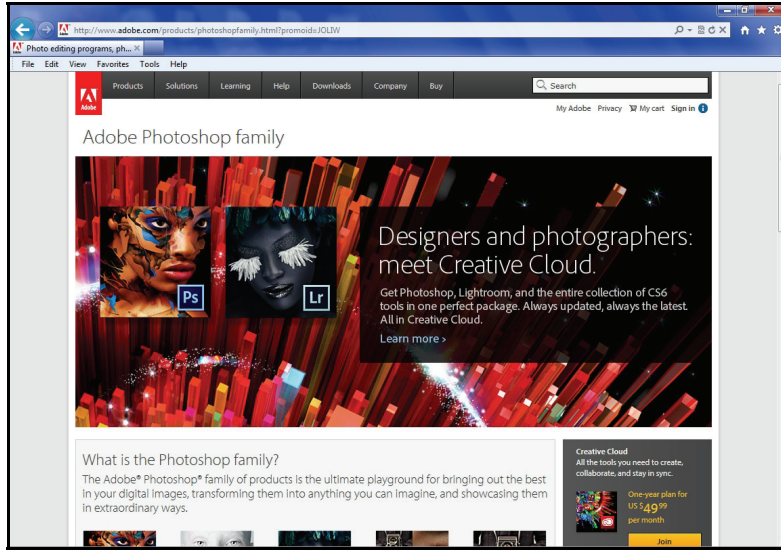 http://www.adobe.com/products/photoshopfamily.html?promoid=JOLIW
Photo editing programs, ph...
File Edit View Favorites Tools Help
Adobe
Products Solutions Learning Help Downloads Company Buy
Search
My Adobe Privacy My cart Sign in
Adobe Photoshop family
Ps
Lr
Designers and photographers:
meet Creative Cloud.
Get Photoshop, Lightroom, and the entire collection of CS6
tools in one perfect package. Always updated, always the latest.
All in Creative Cloud.
Learn more ›
What is the Photoshop family?
The Adobe® Photoshop® family of products is the ultimate playground for bringing out the best
in your digital images, transforming them into anything you can imagine, and showcasing them
in extraordinary ways.
Creative Cloud
All the tools you need to create,
collaborate, and stay in sync.
One-year plan for
US $49⁹⁹
per month
Join